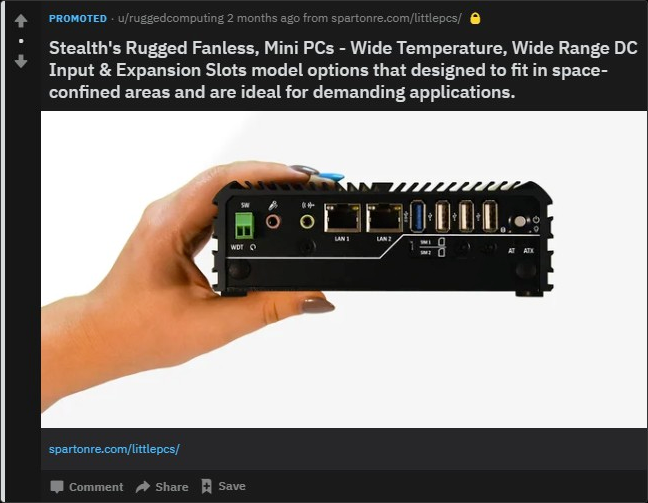 PROMOTED · u/ruggedcomputing 2 months ago from spartonre.com/littlepcs/
Stealth's Rugged Fanless, Mini PCs - Wide Temperature, Wide Range DC
Input & Expansion Slots model options that designed to fit in space-
confined areas and are ideal for demanding applications.
SW
WDT
LAN 1
LAN 2
SIM 1
SIM 2
AT ATX
spartonre.com/littlepcs/
Comment Share Save